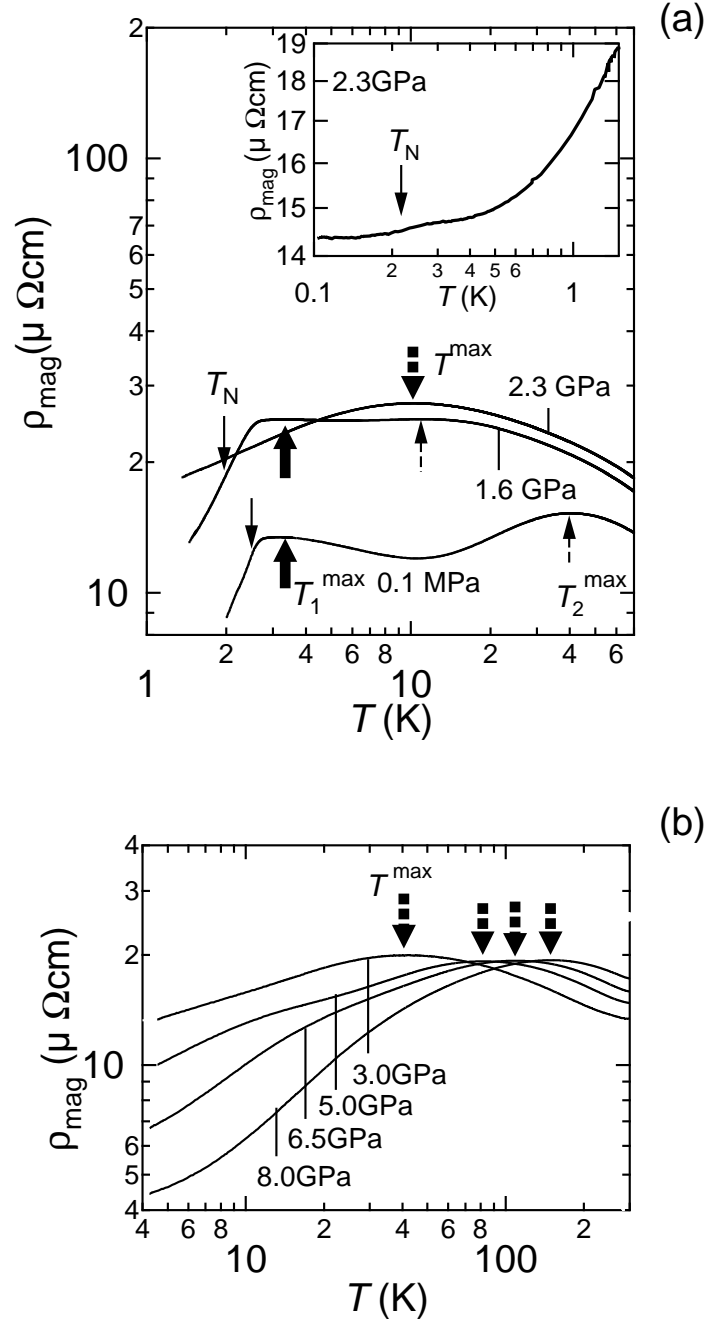 (a)
2
100
7
6
5
4
3
2
10
ρmag(μ Ωcm)
19
18
17
16
15
14
ρmag(μ Ωcm)
2.3GPa
TN
0.1
2
3
4
5
6
1
T (K)
Tmax
2.3 GPa
TN
1.6 GPa
T1max
0.1 MPa
T2max
1
2
4
6
8
10
2
4
6
T (K)
(b)
4
3
2
10
8
6
5
4
ρmag (μ Ωcm)
Tmax
3.0GPa
5.0GPa
6.5GPa
8.0GPa
4
6
8
10
2
4
6
8
100
2
T (K)